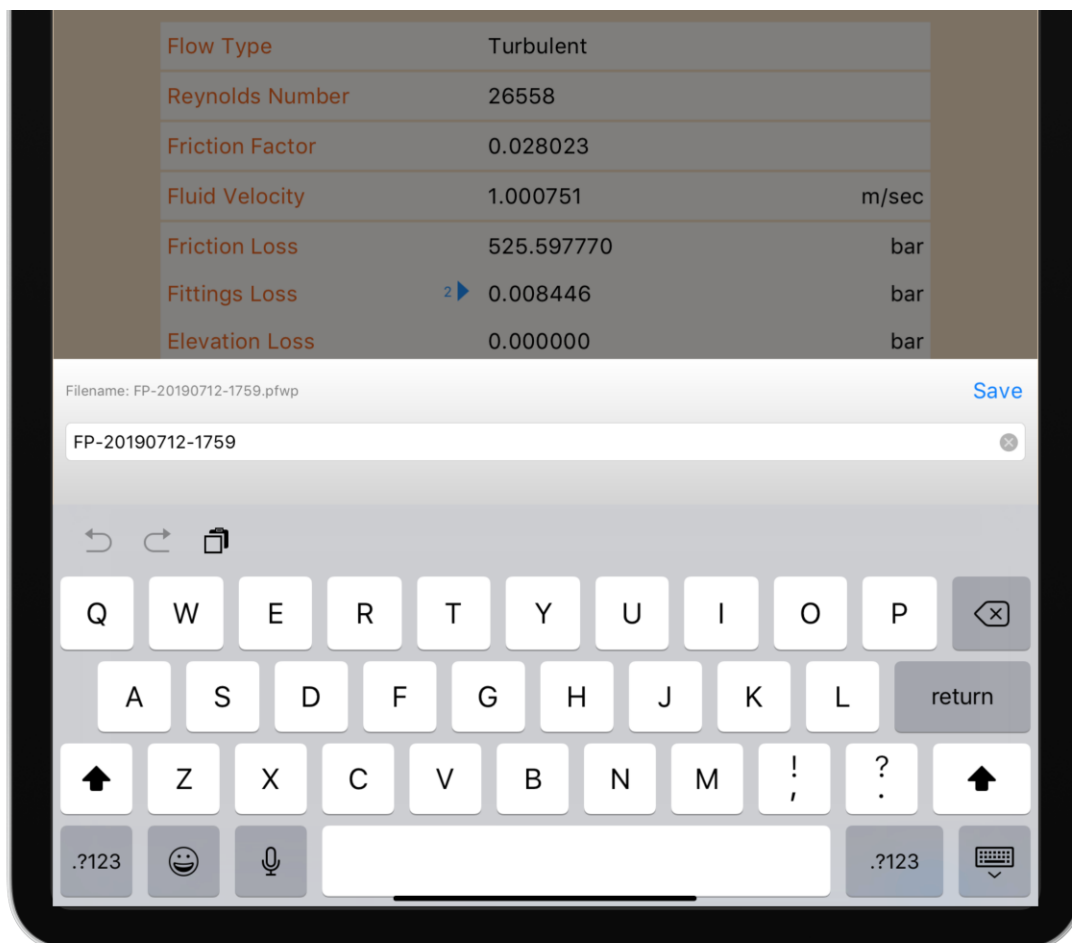 Flow Type Turbulent
Reynolds Number 26558
Friction Factor 0.028023
Fluid Velocity 1.000751 m/sec
Friction Loss 525.597770 bar
Fittings Loss 2 0.008446 bar
Elevation Loss 0.000000 bar
Filename: FP-20190712-1759.pfwp Save
FP-20190712-1759
Q W E R T Y U I O P
A S D F G H J K L return
Z X C V B N M ! , ? .
.?123 .?123